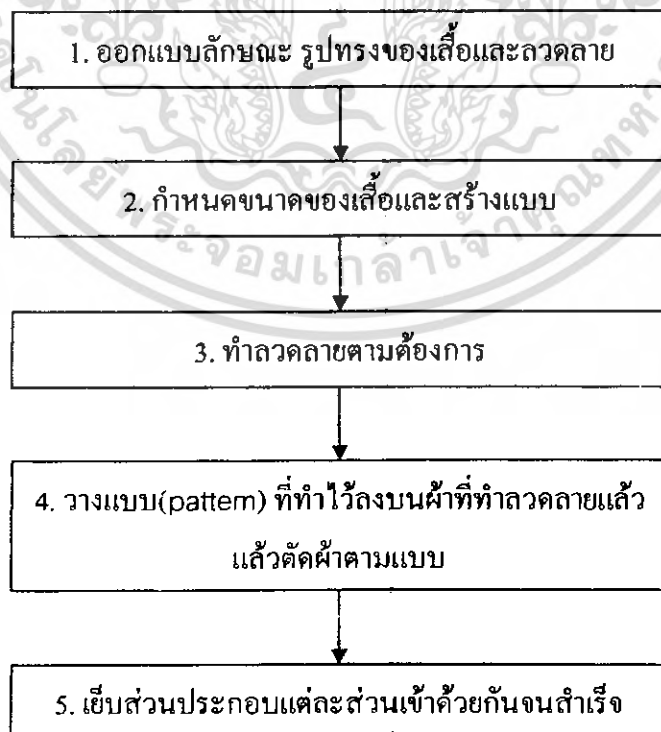 1. ออกแบบลักษณะ รูปทรงของเสื้อและลวดลาย
2. กำหนดขนาดของเสื้อและสร้างแบบ
3. ทำลวดลายตามต้องการ
4. วางแบบ(pattern) ที่ทำไว้ลงบนผ้าที่ทำลวดลายแล้ว
แล้วตัดผ้าตามแบบ
5. เย็บส่วนประกอบแต่ละส่วนเข้าด้วยกันจนสำเร็จ